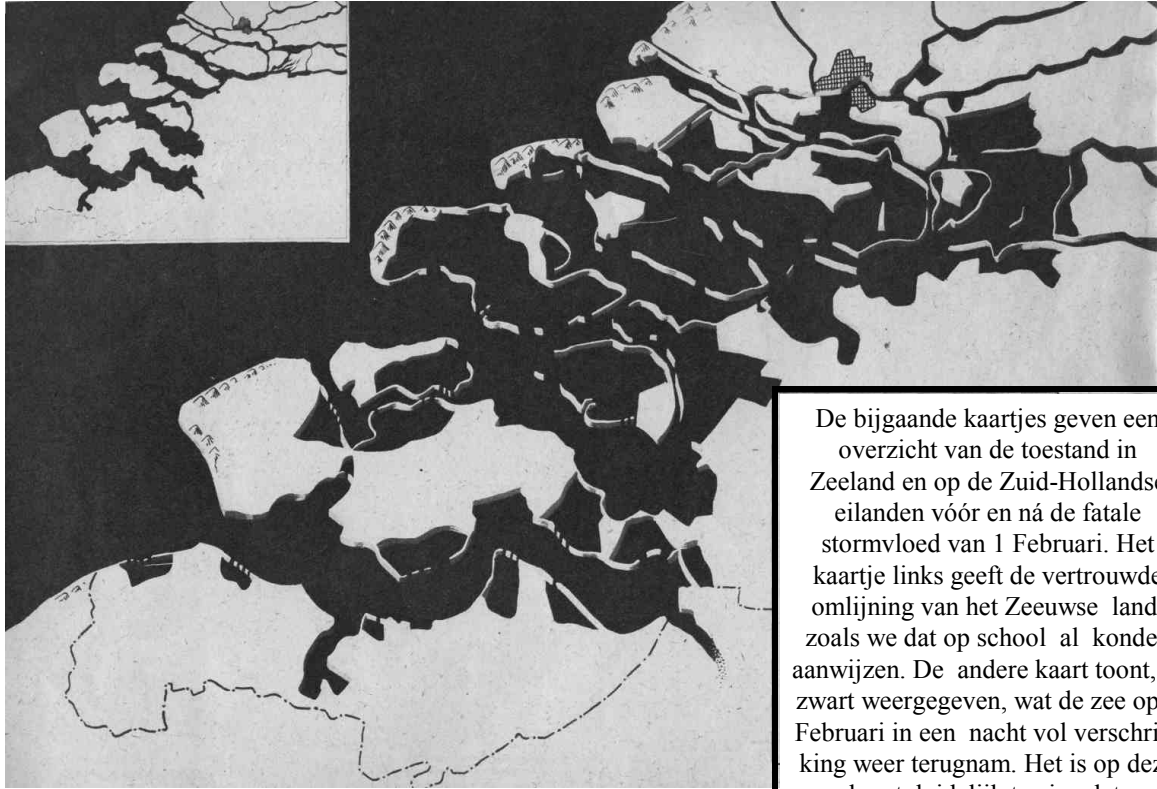 De bijgaande kaartjes geven een
overzicht van de toestand in
Zeeland en op de Zuid-Hollandse
eilanden vóór en ná de fatale
stormvloed van 1 Februari. Het
kaartje links geeft de vertrouwde
omlijning van het Zeeuwse land
zoals we dat op school al konde
aanwijzen. De andere kaart toont,
zwart weergegeven, wat de zee op
Februari in een nacht vol verschri
king weer terugnam. Het is op dez